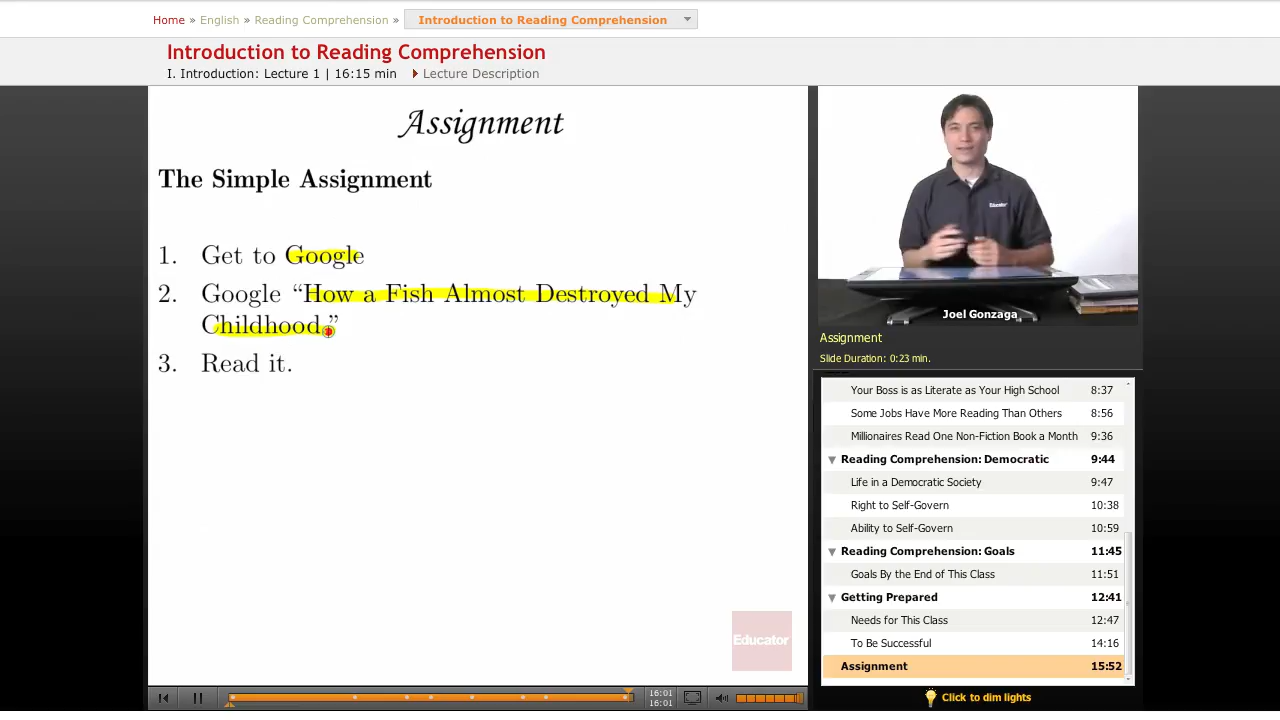 Home » English » Reading Comprehension » Introduction to Reading Comprehension
Introduction to Reading Comprehension
I. Introduction: Lecture 1 | 16:15 min Lecture Description
Assignment
The Simple Assignment
1. Get to Google
2. Google “How a Fish Almost Destroyed My
Childhood.”
3. Read it.
Educator
Educator
Joel Gonzaga
Assignment
Slide Duration: 0:23 min.
Your Boss is as Literate as Your High School 8:37
Some Jobs Have More Reading Than Others 8:56
Millionaires Read One Non-Fiction Book a Month 9:36
Reading Comprehension: Democratic 9:44
Life in a Democratic Society 9:47
Right to Self-Govern 10:38
Ability to Self-Govern 10:59
Reading Comprehension: Goals 11:45
Goals By the End of This Class 11:51
Getting Prepared 12:41
Needs for This Class 12:47
To Be Successful 14:16
Assignment 15:52
16:01
16:01
Click to dim lights